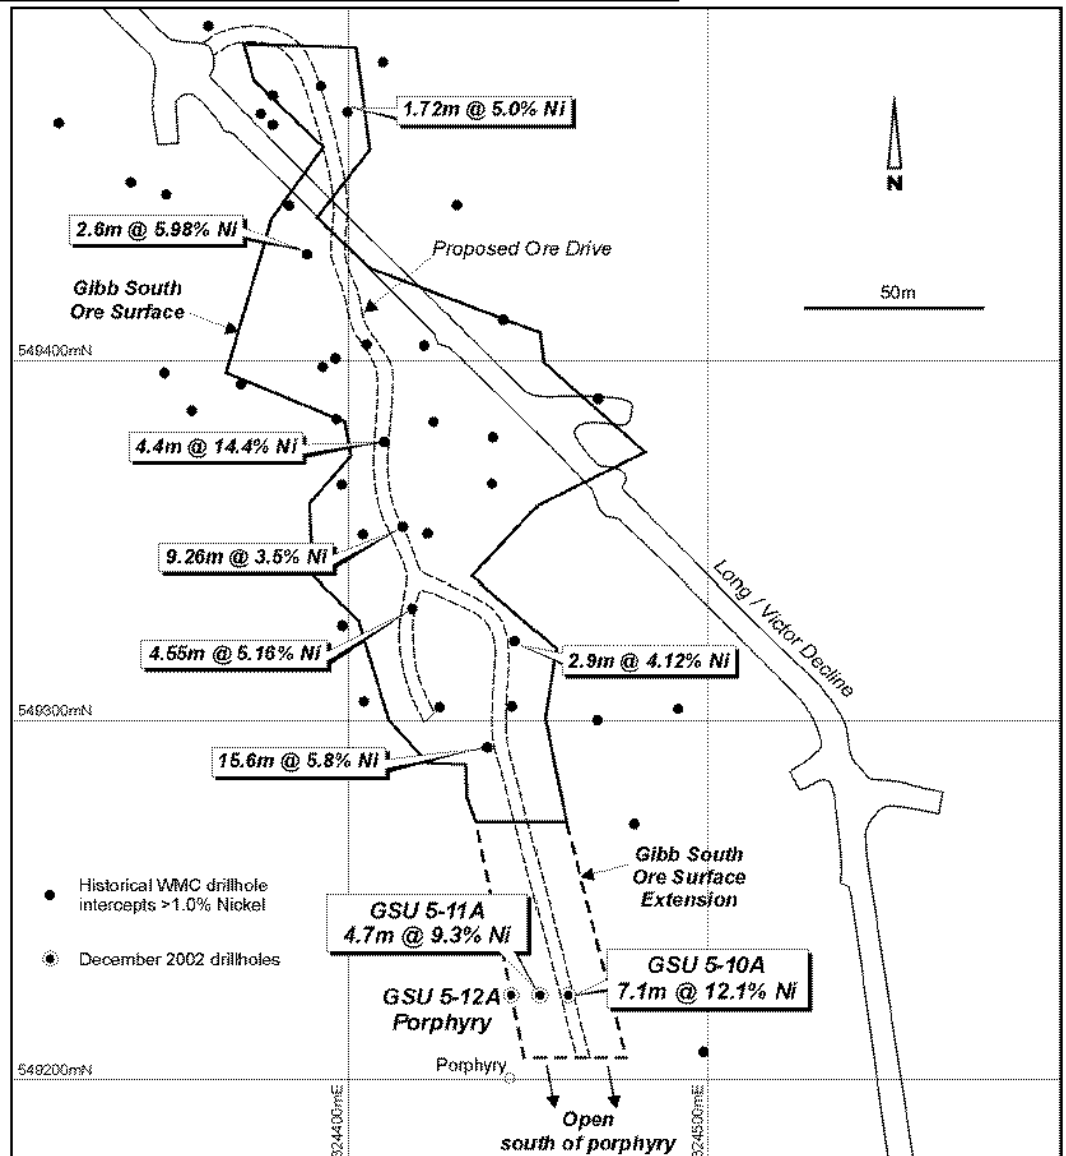 1.72m @ 5.0% Ni
N
2.6m @ 5.98% Ni
Proposed Ore Drive
Gibb South
Ore Surface
50m
549400mN
4.4m @ 14.4% Ni
9.26m @ 3.5% Ni
Long / Victor Decline
4.55m @ 5.16% Ni
2.9m @ 4.12% Ni
549300mN
15.6m @ 5.8% Ni
Gibb South
Ore Surface
Extension
Historical WMC drillhole
intercepts >1.0% Nickel
GSU 5-11A
4.7m @ 9.3% Ni
December 2002 drillholes
GSU 5-10A
7.1m @ 12.1% Ni
GSU 5-12A
Porphyry
Porphyry
549200mN
324400mE
324500mE
Open
south of porphyry